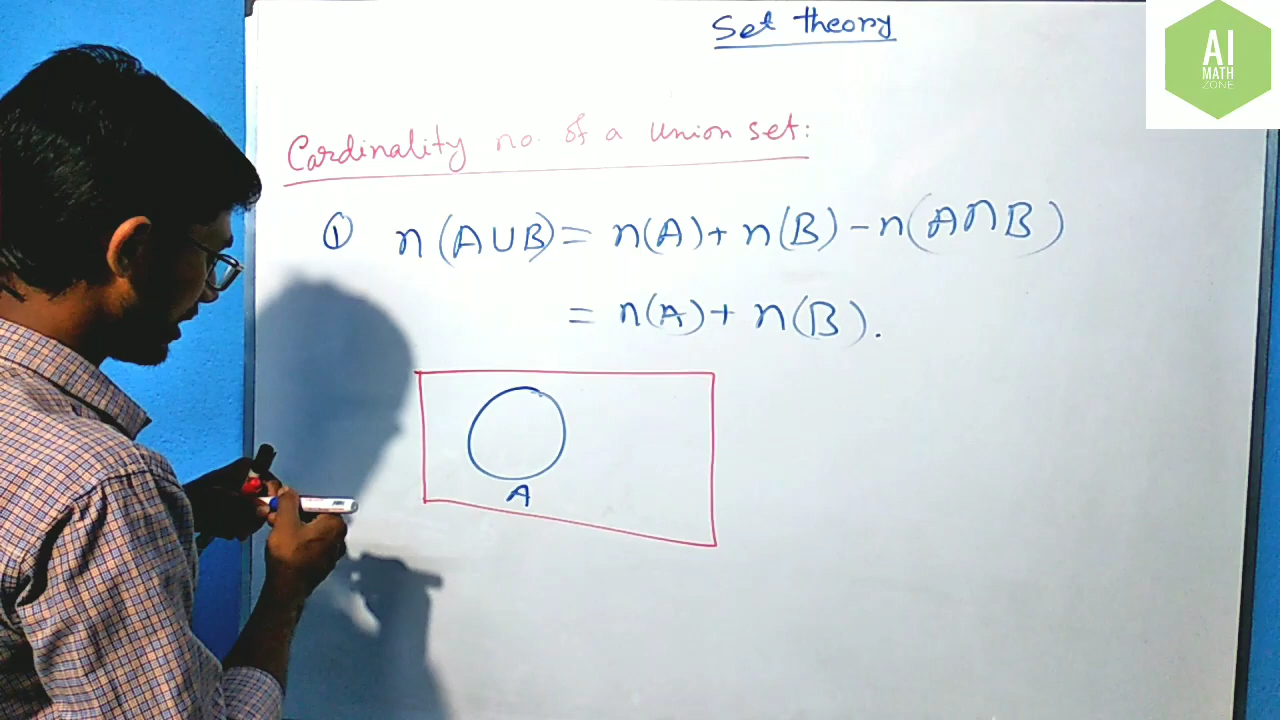 Set theory
AI
MATH
ZONE
Cardinality no. of a union set:
① n(A∪B) = n(A) + n(B) - n(A∩B)
= n(A) + n(B).
A